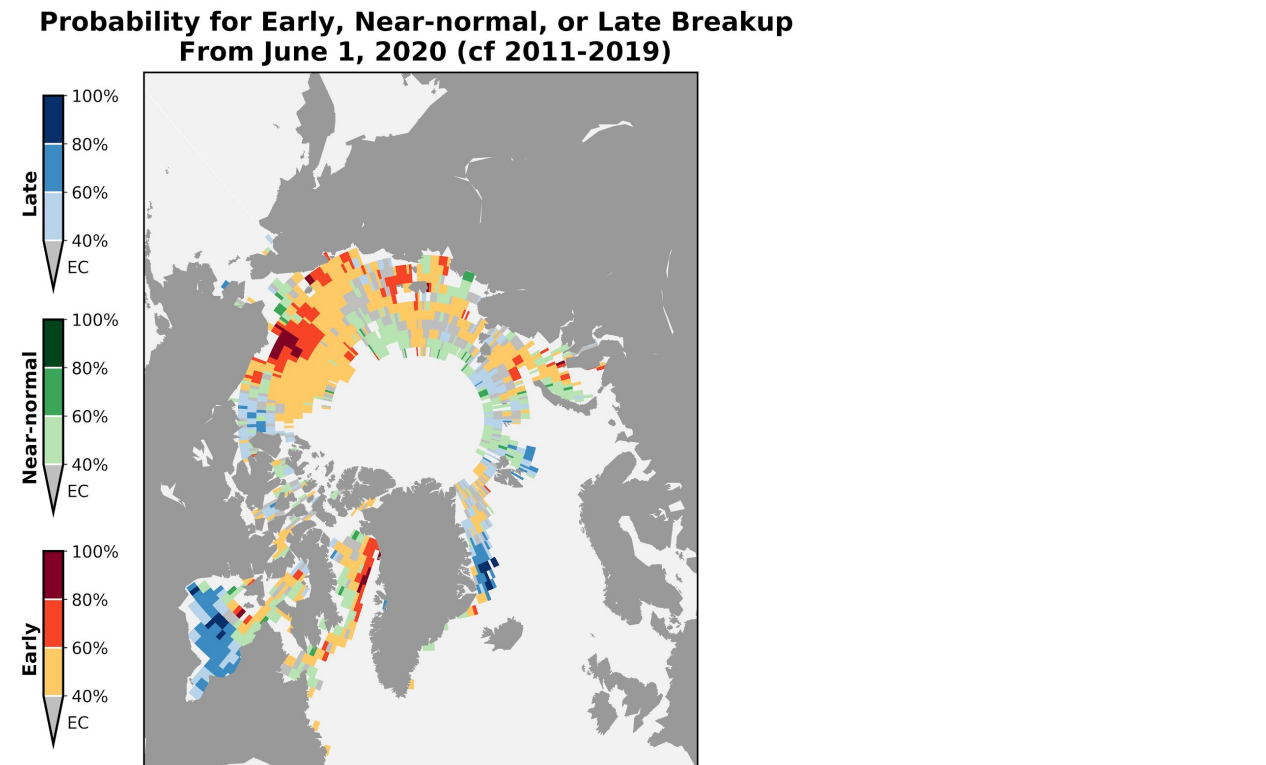 Probability for Early, Near-normal, or Late Breakup
From June 1, 2020 (cf 2011-2019)
Late
100%
80%
60%
40%
EC
Near-normal
100%
80%
60%
40%
EC
Early
100%
80%
60%
40%
EC